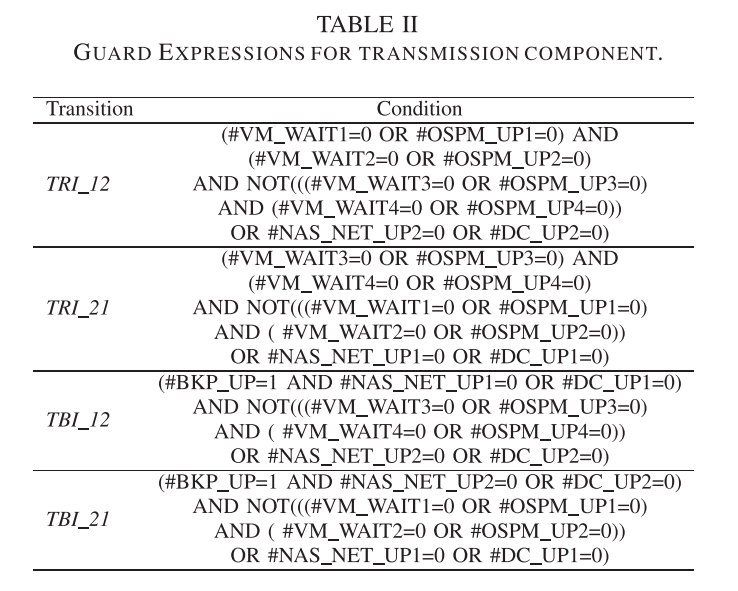 TABLE II
GUARD EXPRESSIONS FOR TRANSMISSION COMPONENT.
Transition Condition
(#VM_WAIT1=0 OR #OSPM_UP1=0) AND
(#VM_WAIT2=0 OR #OSPM_UP2=0)
TRI_12 AND NOT(((#VM_WAIT3=0 OR #OSPM_UP3=0)
AND (#VM_WAIT4=0 OR #OSPM_UP4=0))
OR #NAS_NET_UP2=0 OR #DC_UP2=0)
(#VM_WAIT3=0 OR #OSPM_UP3=0) AND
(#VM_WAIT4=0 OR #OSPM_UP4=0)
TRI_21 AND NOT(((#VM_WAIT1=0 OR #OSPM_UP1=0)
AND ( #VM_WAIT2=0 OR #OSPM_UP2=0))
OR #NAS_NET_UP1=0 OR #DC_UP1=0)
(#BKP_UP=1 AND #NAS_NET_UP1=0 OR #DC_UP1=0)
TBI_12 AND NOT(((#VM_WAIT3=0 OR #OSPM_UP3=0)
AND ( #VM_WAIT4=0 OR #OSPM_UP4=0))
OR #NAS_NET_UP2=0 OR #DC_UP2=0)
(#BKP_UP=1 AND #NAS_NET_UP2=0 OR #DC_UP2=0)
TBI_21 AND NOT(((#VM_WAIT1=0 OR #OSPM_UP1=0)
AND ( #VM_WAIT2=0 OR #OSPM_UP2=0))
OR #NAS_NET_UP1=0 OR #DC_UP1=0)